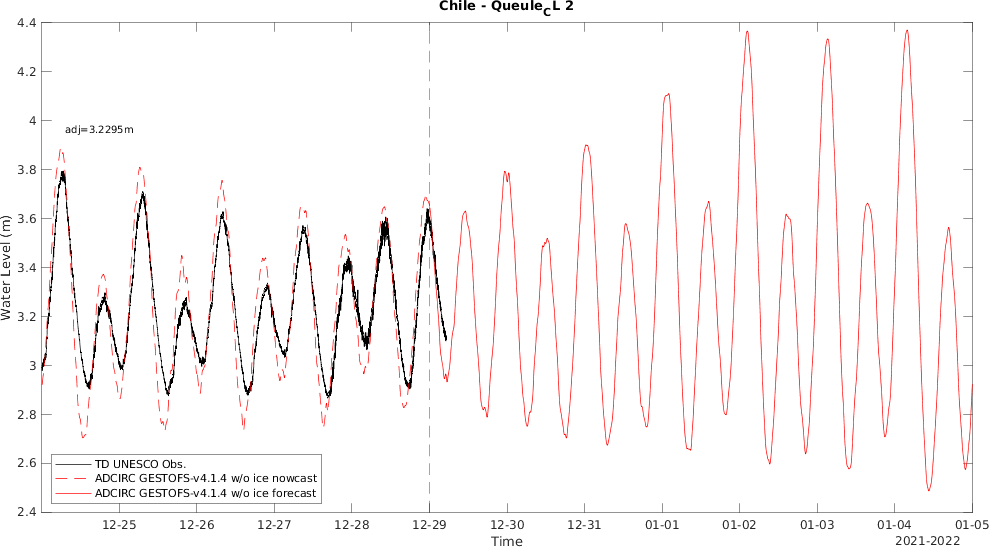 Chile - Queule_C L 2
4.4
4.2
4
3.8
3.6
3.4
3.2
3
2.8
2.6
2.4
Water Level (m)
adj=3.2295m
TD UNESCO Obs.
ADCIRC GESTOFS-v4.1.4 w/o ice nowcast
ADCIRC GESTOFS-v4.1.4 w/o ice forecast
12-25 12-26 12-27 12-28 12-29 12-30 12-31 01-01 01-02 01-03 01-04 01-05
Time
2021-2022